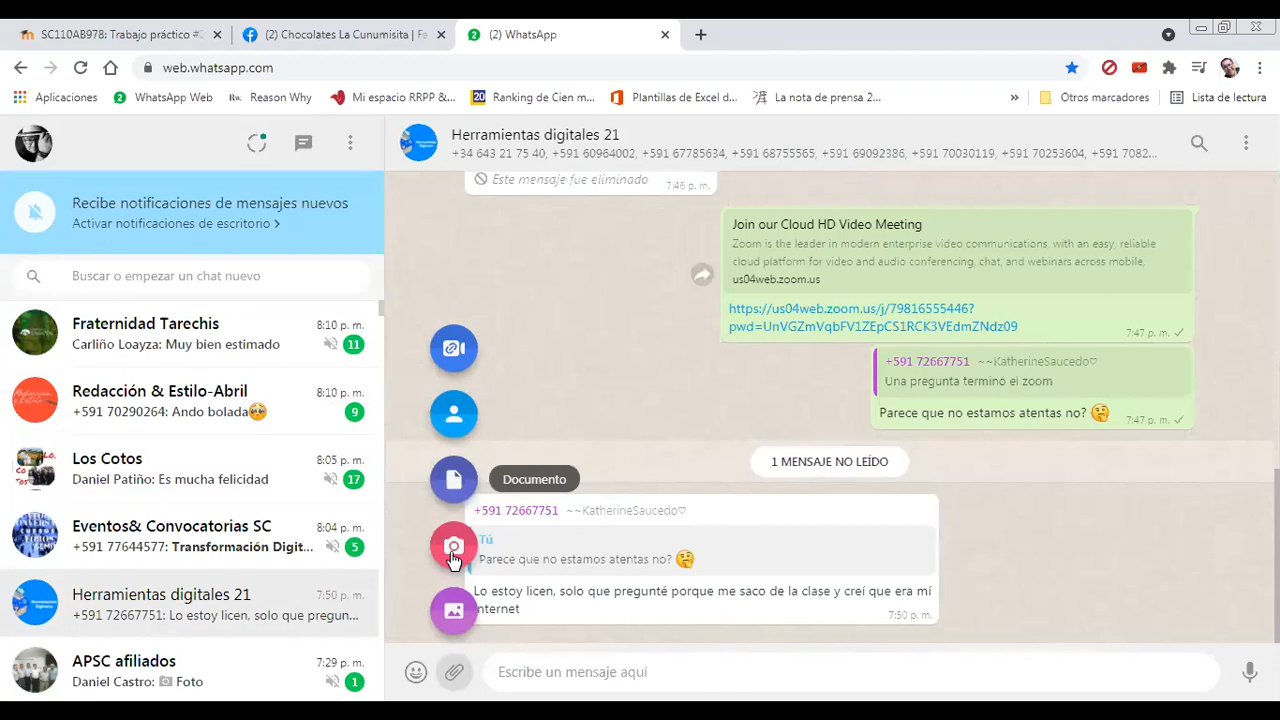 SC110AB978: Trabajo práctico #
(2) Chocolates La Cunumisita | Fa
(2) WhatsApp
web.whatsapp.com
Aplicaciones
WhatsApp Web
Reason Why
Mi espacio RRPP &...
Ranking de Cien m...
Plantillas de Excel d...
La nota de prensa 2...
»
Otros marcadores
Lista de lectura
Herramientas digitales 21
+34 643 21 75 40, +591 60964002, +591 67785634, +591 68755565, +591 69092386, +591 70030119, +591 70253604, +591 7082...
Recibe notificaciones de mensajes nuevos
Activar notificaciones de escritorio >
Buscar o empezar un chat nuevo
Fraternidad Tarechis
8:10 p. m.
Carliño Loayza: Muy bien estimado
11
Redacción & Estilo-Abril
8:10 p. m.
+591 70290264: Ando bolada🥺
9
Los Cotos
8:05 p. m.
Daniel Patiño: Es mucha felicidad
17
Eventos& Convocatorias SC
8:04 p. m.
+591 77644577: Transformación Digit...
5
Herramientas digitales 21
7:50 p. m.
+591 72667751: Lo estoy licen, solo que pregun...
APSC afiliados
7:29 p. m.
Daniel Castro: Foto
1
Este mensaje fue eliminado
7:46 p. m.
Join our Cloud HD Video Meeting
Zoom is the leader in modern enterprise video communications, with an easy, reliable
cloud platform for video and audio conferencing, chat, and webinars across mobile,
us04web.zoom.us
https://us04web.zoom.us/j/79816555446?
pwd=UnVGZmVqbFV1ZEpCS1RCK3VEdmZNdz09
7:47 p. m.
+591 72667751 ~~KatherineSaucedo♡
Una pregunta terminó el zoom
Parece que no estamos atentas no? 🤔
7:47 p. m.
1 MENSAJE NO LEÍDO
Documento
+591 72667751 ~~KatherineSaucedo♡
Tú
Parece que no estamos atentas no? 🤔
Lo estoy licen, solo que pregunté porque me saco de la clase y creí que era mí
internet
7:50 p. m.
Escribe un mensaje aquí